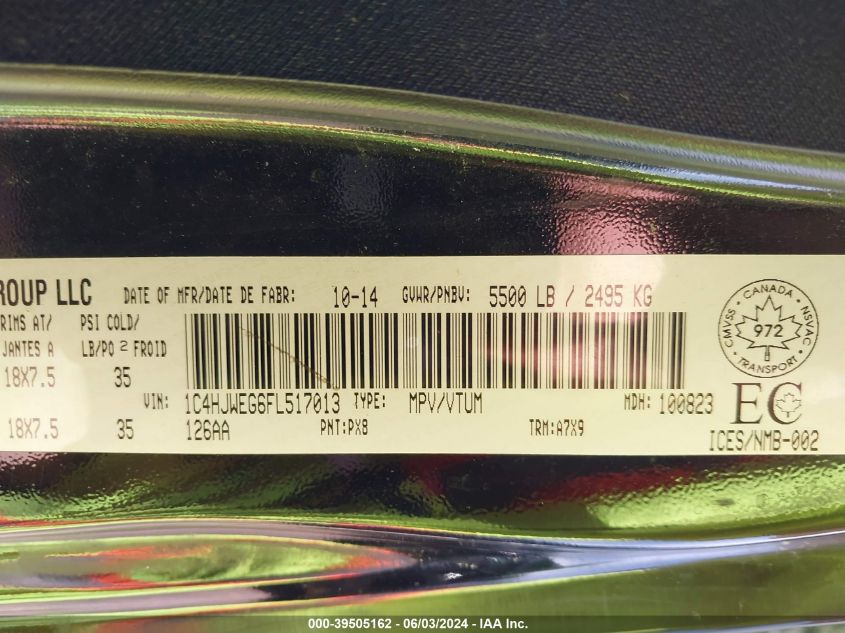 ROUP LLC DATE OF MFR/DATE DE FABR: 10-14 GVWR/PNBV: 5500 LB / 2495 KG
RIMS AT/ PSI COLD/
JANTES A LB/PO 2 FROID
18X7.5 35
VIN: 1C4HJWEG6FL517013 TYPE: MPV/VTUM MDH: 100823
18X7.5 35 126AA PNT:PX8 TRM:A7X9
CANADA
CMVSS 972 NSVAC
TRANSPORT
EC
ICES/NMB-002
000-39505162 - 06/03/2024 - IAA Inc.